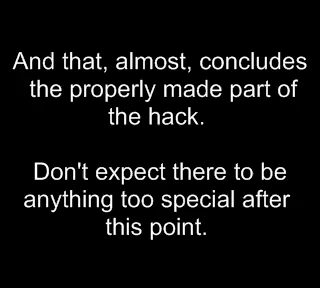 And that, almost, concludes
the properly made part of
the hack.
Don't expect there to be
anything too special after
this point.